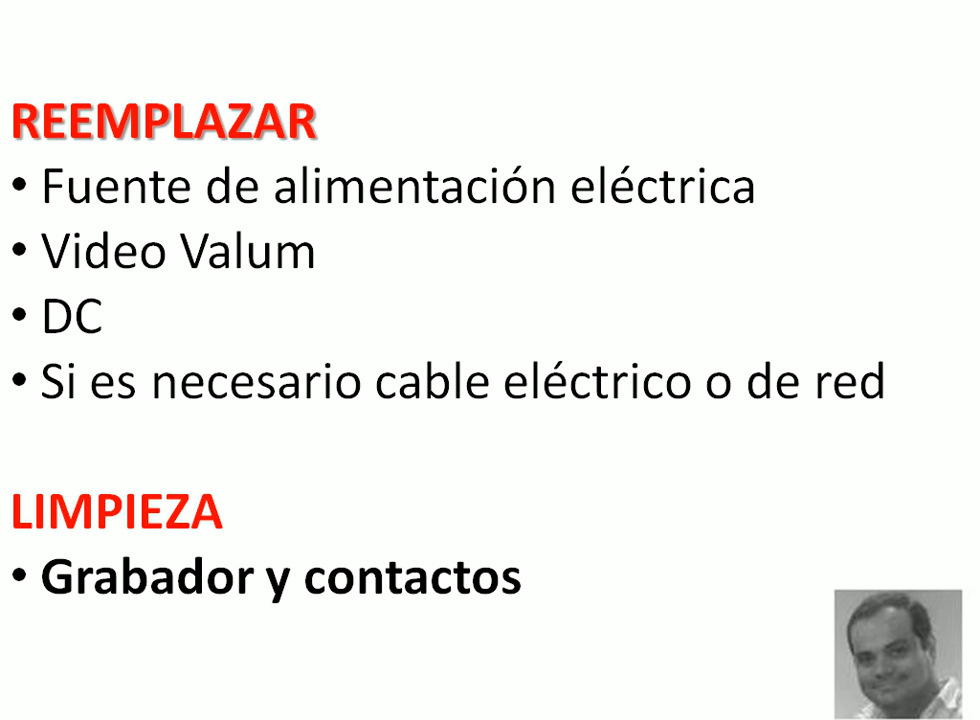 REEMPLAZAR
• Fuente de alimentación eléctrica
• Video Valum
• DC
• Si es necesario cable eléctrico o de red
LIMPIEZA
• Grabador y contactos